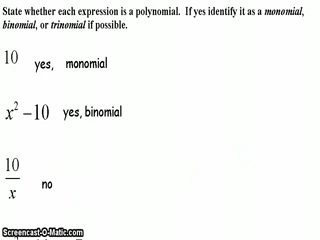 State whether each expression is a polynomial. If yes identify it as a monomial,
binomial, or trinomial if possible.
10 yes, monomial
x² – 10 yes, binomial
10
x
no
Screencast-O-Matic.com